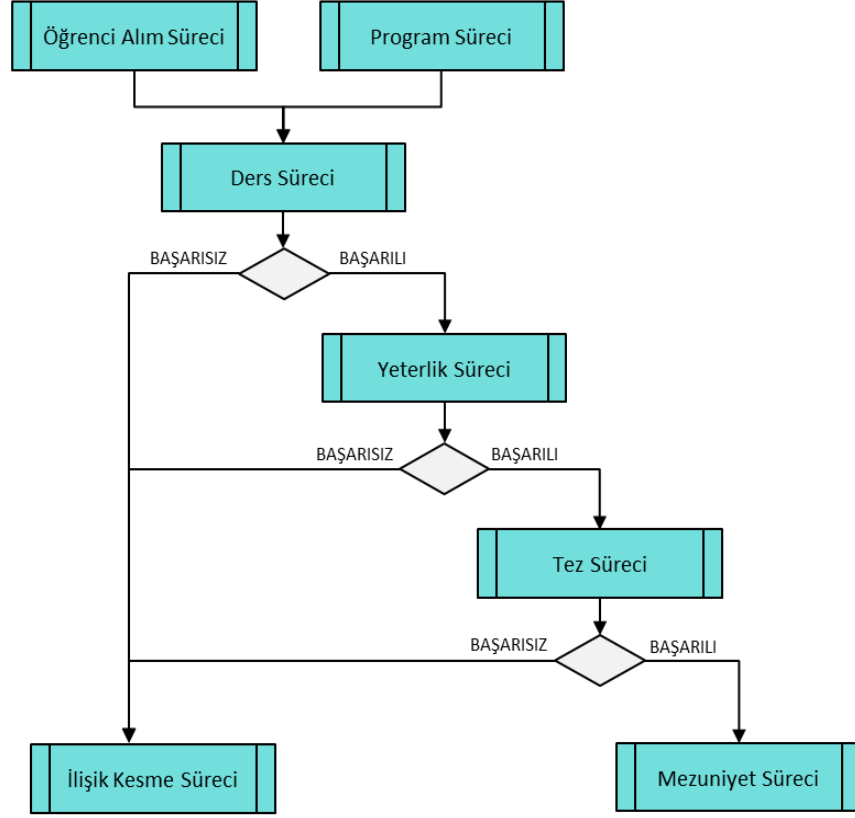 Öğrenci Alım Süreci
Program Süreci
Ders Süreci
BAŞARISIZ
BAŞARILI
Yeterlik Süreci
BAŞARISIZ
BAŞARILI
Tez Süreci
BAŞARISIZ
BAŞARILI
İlişik Kesme Süreci
Mezuniyet Süreci